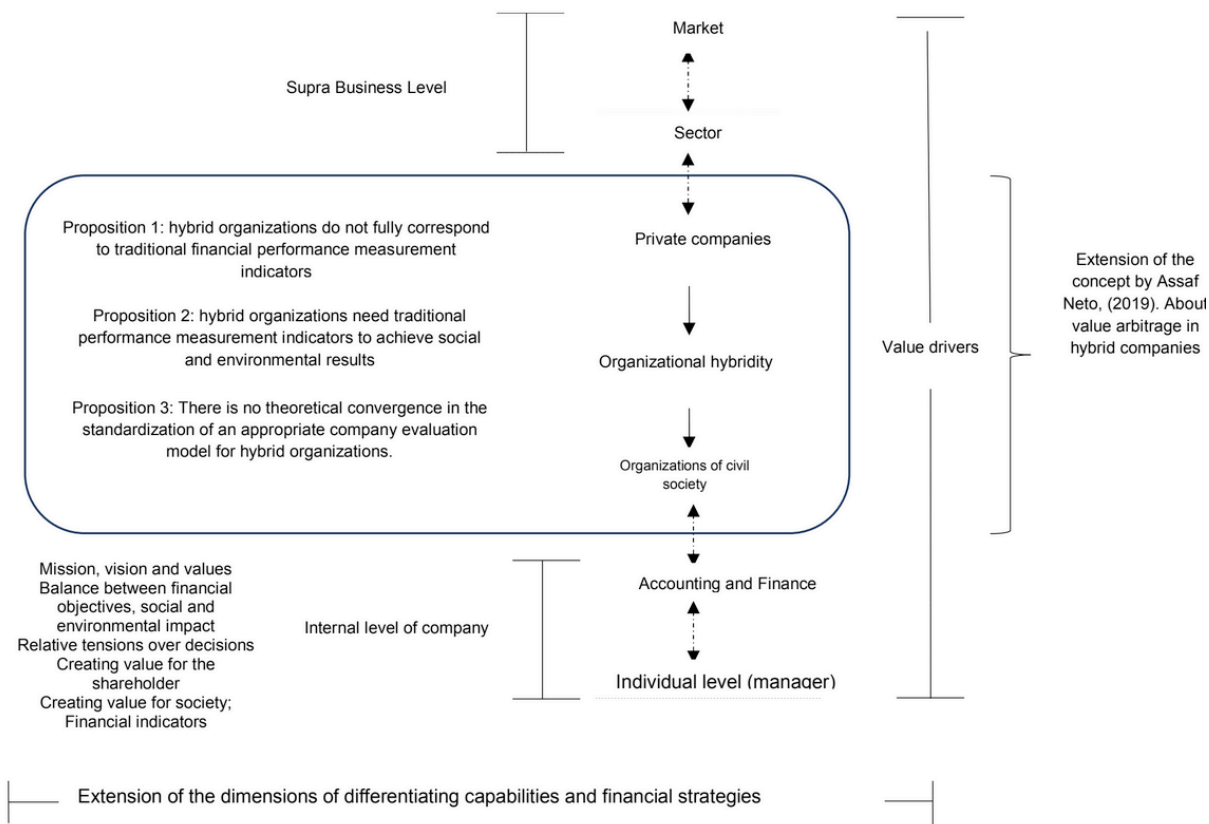 Market
Supra Business Level
Sector
Proposition 1: hybrid organizations do not fully correspond
to traditional financial performance measurement
indicators
Private companies
Proposition 2: hybrid organizations need traditional
performance measurement indicators to achieve social
and environmental results
Organizational hybridity
Proposition 3: There is no theoretical convergence in the
standardization of an appropriate company evaluation
model for hybrid organizations.
Organizations of civil
society
Value drivers
Extension of the
concept by Assaf
Neto, (2019). About
value arbitrage in
hybrid companies
Mission, vision and values
Balance between financial
objectives, social and
environmental impact
Relative tensions over decisions
Creating value for the
shareholder
Creating value for society;
Financial indicators
Internal level of company
Accounting and Finance
Individual level (manager)
Extension of the dimensions of differentiating capabilities and financial strategies